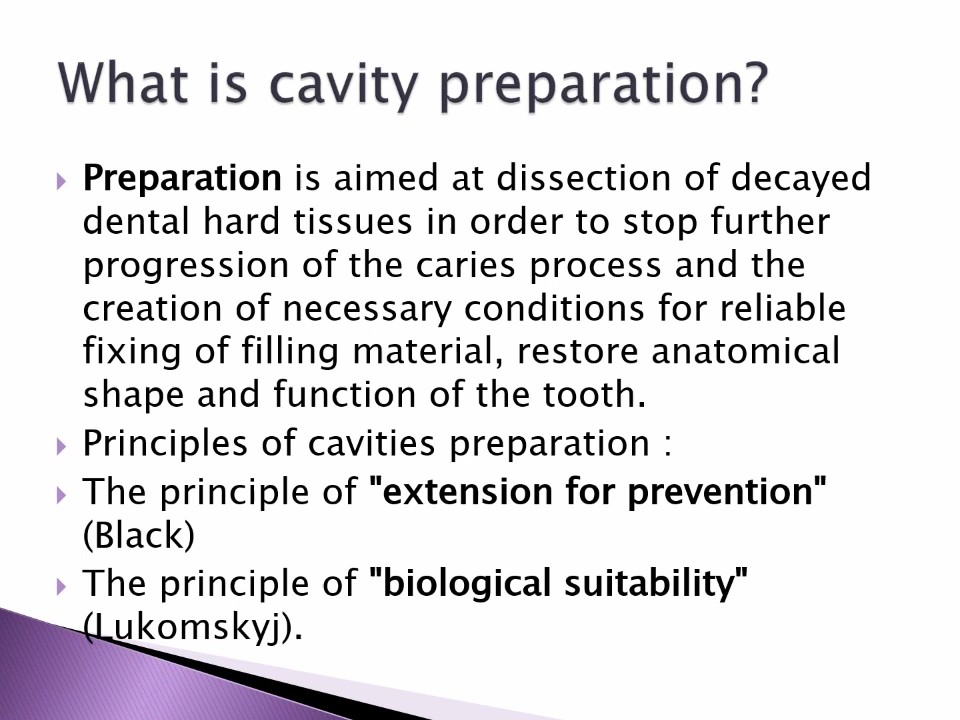 What is cavity preparation?
Preparation is aimed at dissection of decayed
dental hard tissues in order to stop further
progression of the caries process and the
creation of necessary conditions for reliable
fixing of filling material, restore anatomical
shape and function of the tooth.
Principles of cavities preparation :
The principle of "extension for prevention"
(Black)
The principle of "biological suitability"
(Lukomskyj).